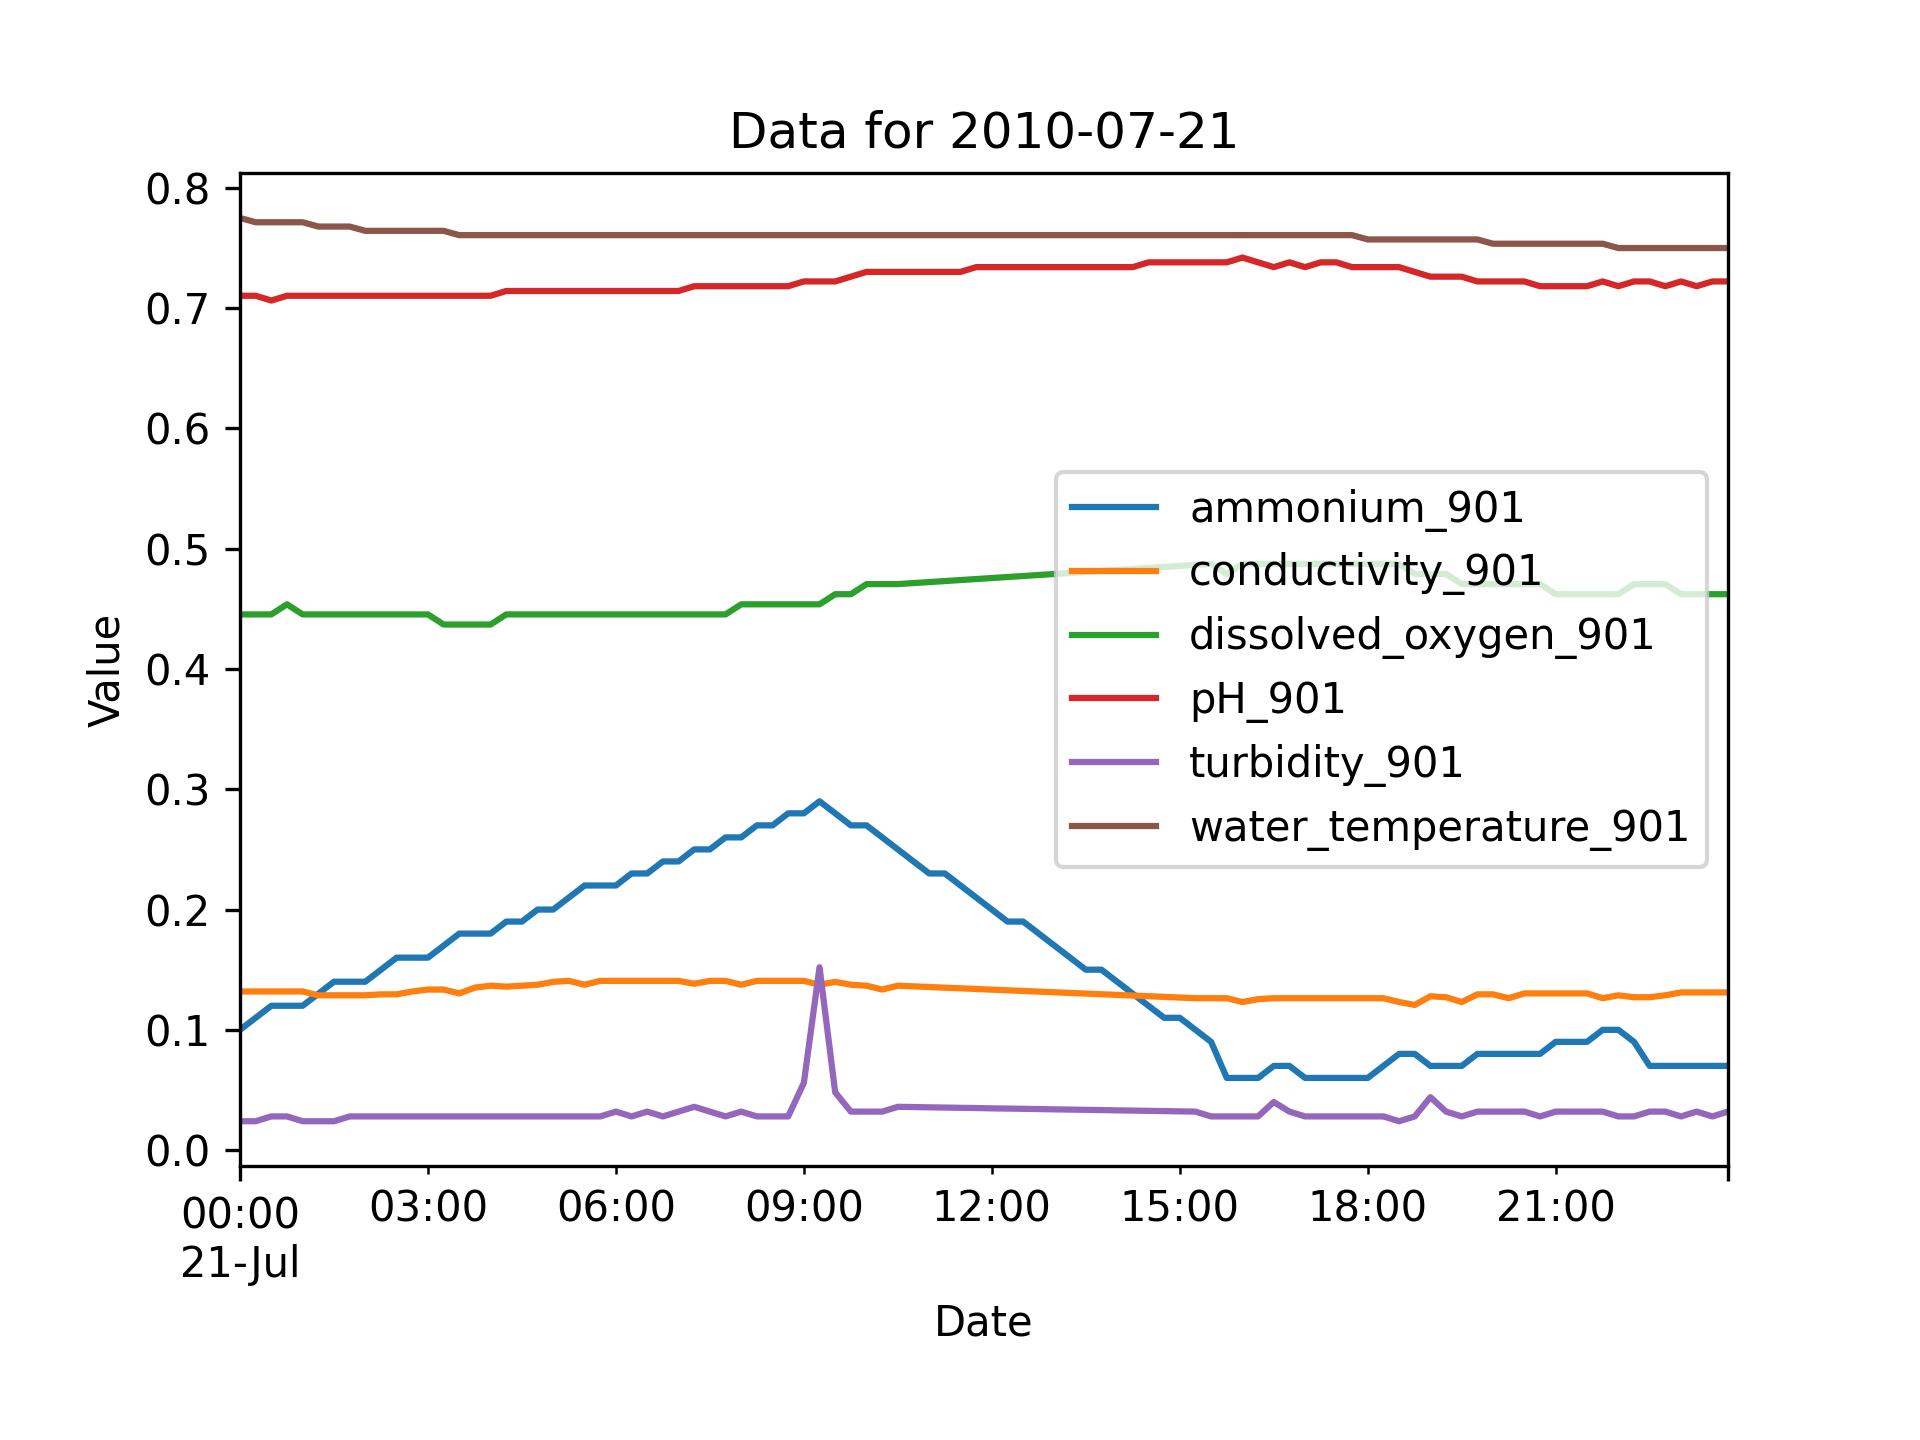 Data for 2010-07-21
0.8
0.7
0.6
0.5
0.4
0.3
0.2
0.1
0.0
Value
ammonium_901
conductivity_901
dissolved_oxygen_901
pH_901
turbidity_901
water_temperature_901
00:00 03:00 06:00 09:00 12:00 15:00 18:00 21:00
21-Jul
Date